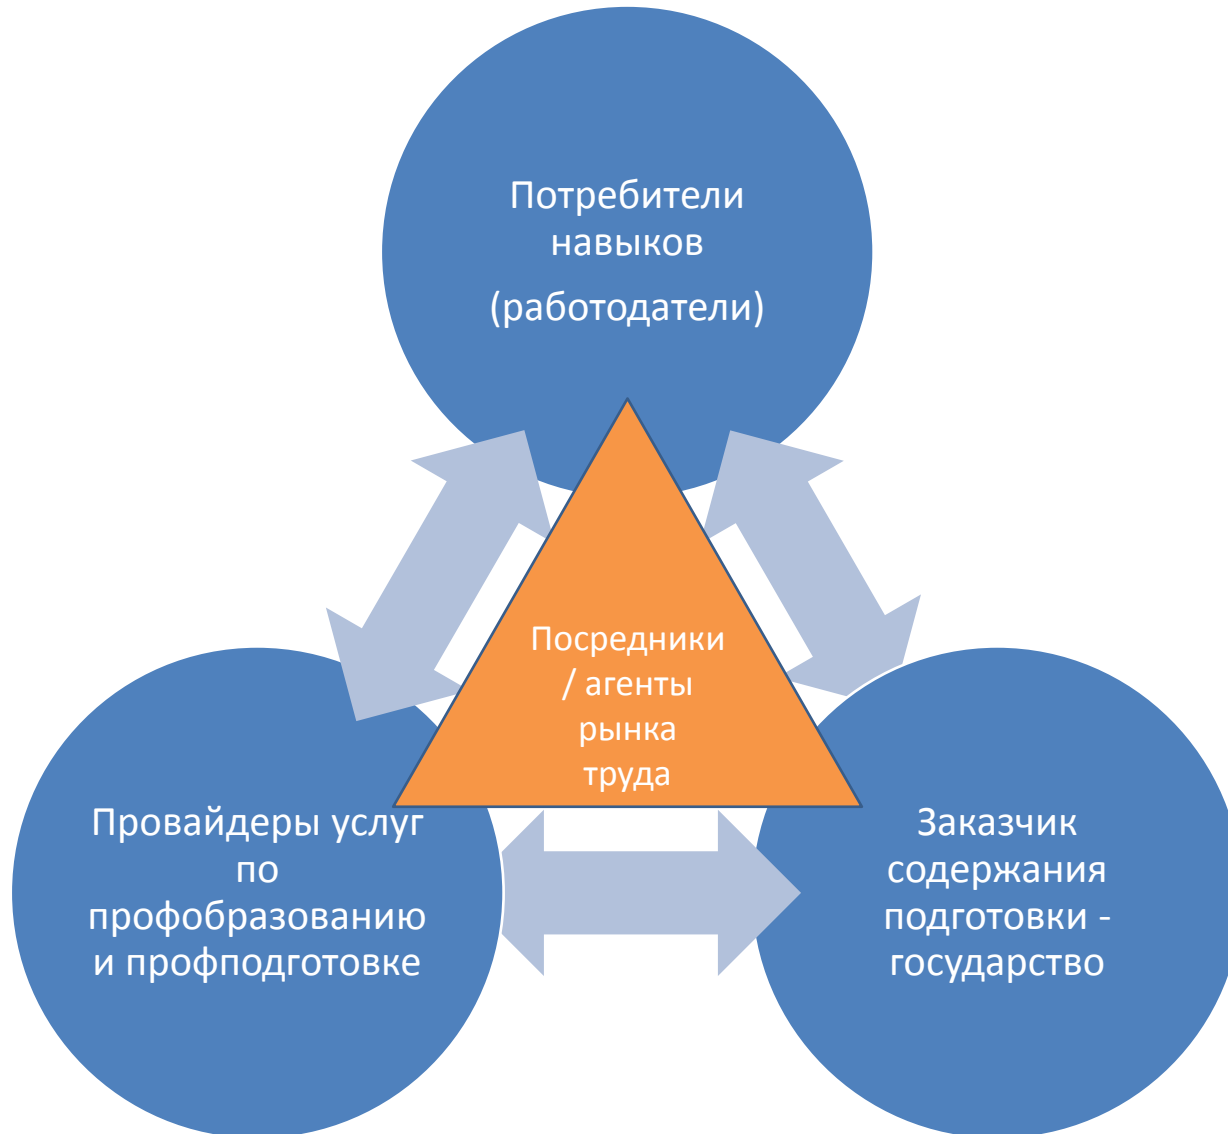 Потребители
навыков
(работодатели)
Посредники
/ агенты
рынка
труда
Провайдеры услуг
по
профобразованию
и профподготовке
Заказчик
содержания
подготовки -
государство